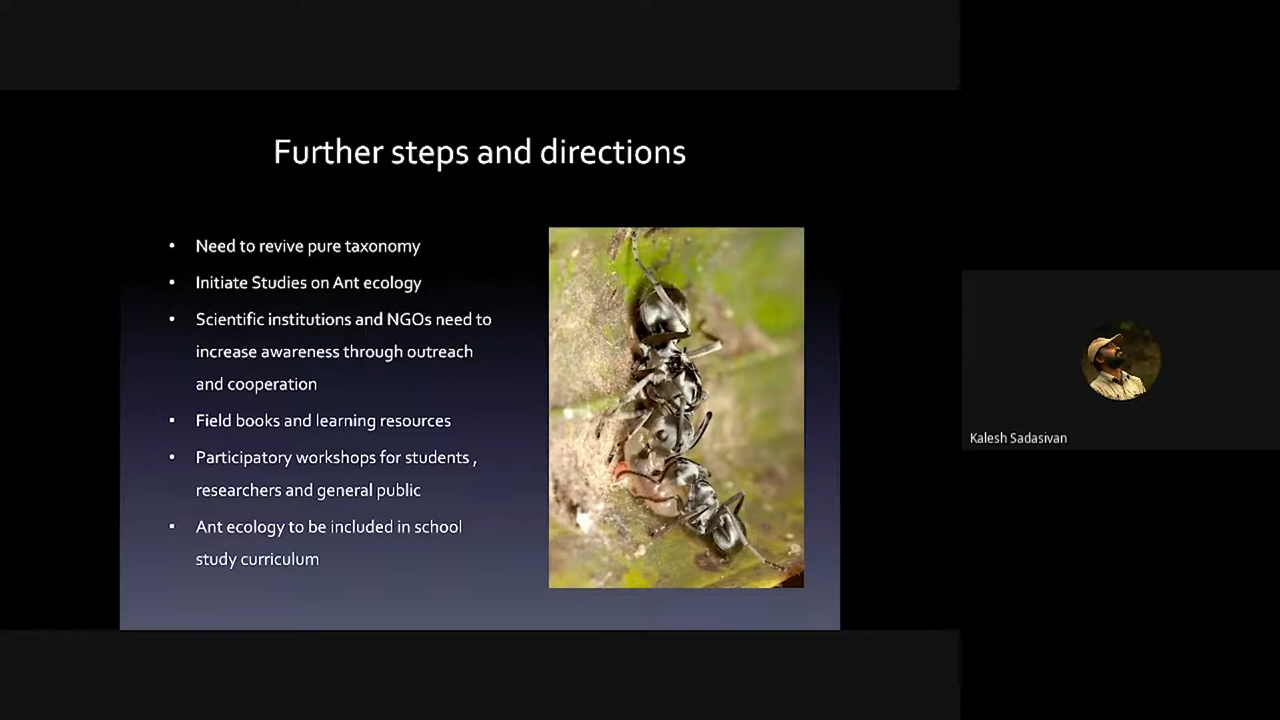 Further steps and directions
Need to revive pure taxonomy
Initiate Studies on Ant ecology
Scientific institutions and NGOs need to
increase awareness through outreach
and cooperation
Field books and learning resources
Participatory workshops for students ,
researchers and general public
Ant ecology to be included in school
study curriculum
Kalesh Sadasivan